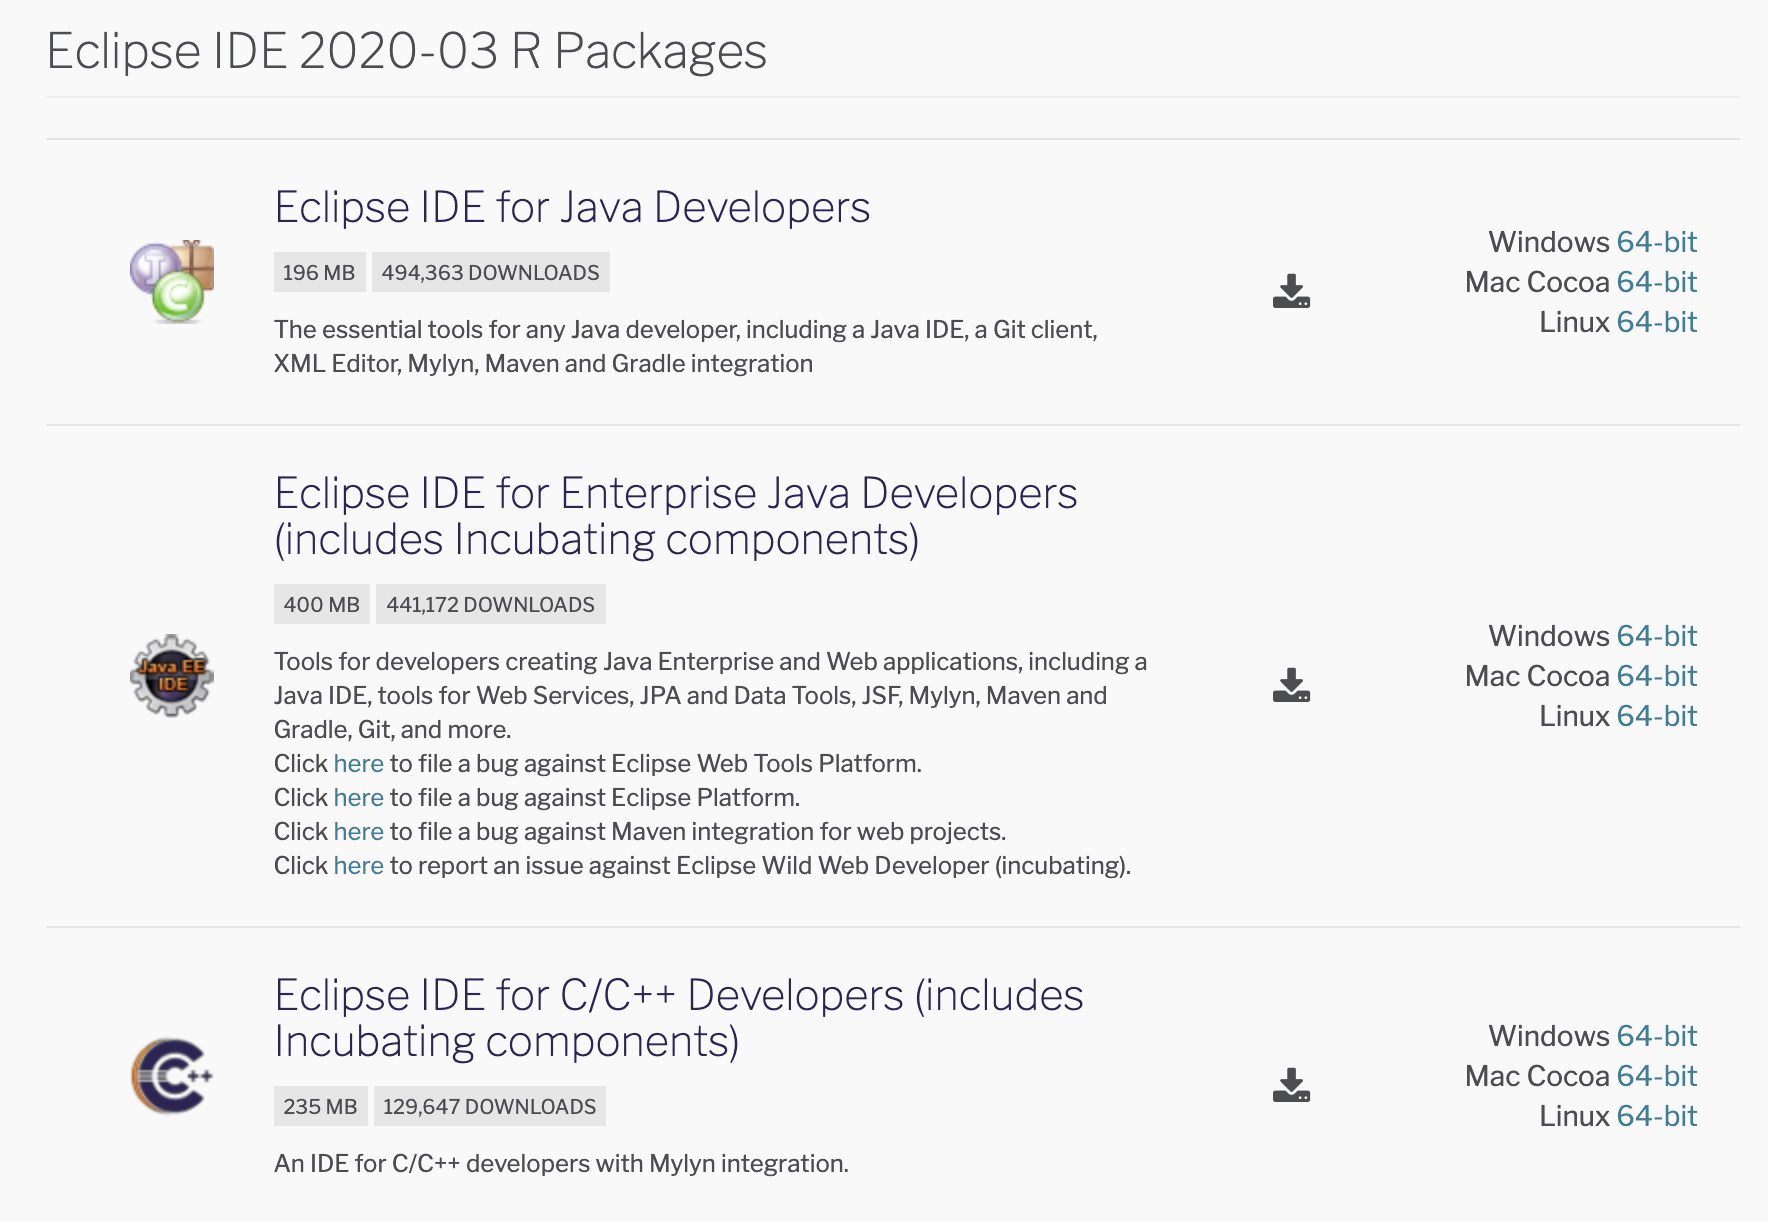 Eclipse IDE 2020-03 R Packages
Eclipse IDE for Java Developers
196 MB 494,363 DOWNLOADS
The essential tools for any Java developer, including a Java IDE, a Git client,
XML Editor, Mylyn, Maven and Gradle integration
Windows 64-bit
Mac Cocoa 64-bit
Linux 64-bit
Java EE
IDE
Eclipse IDE for Enterprise Java Developers
(includes Incubating components)
400 MB 441,172 DOWNLOADS
Tools for developers creating Java Enterprise and Web applications, including a
Java IDE, tools for Web Services, JPA and Data Tools, JSF, Mylyn, Maven and
Gradle, Git, and more.
Click here to file a bug against Eclipse Web Tools Platform.
Click here to file a bug against Eclipse Platform.
Click here to file a bug against Maven integration for web projects.
Click here to report an issue against Eclipse Wild Web Developer (incubating).
Windows 64-bit
Mac Cocoa 64-bit
Linux 64-bit
C++
Eclipse IDE for C/C++ Developers (includes
Incubating components)
235 MB 129,647 DOWNLOADS
An IDE for C/C++ developers with Mylyn integration.
Windows 64-bit
Mac Cocoa 64-bit
Linux 64-bit